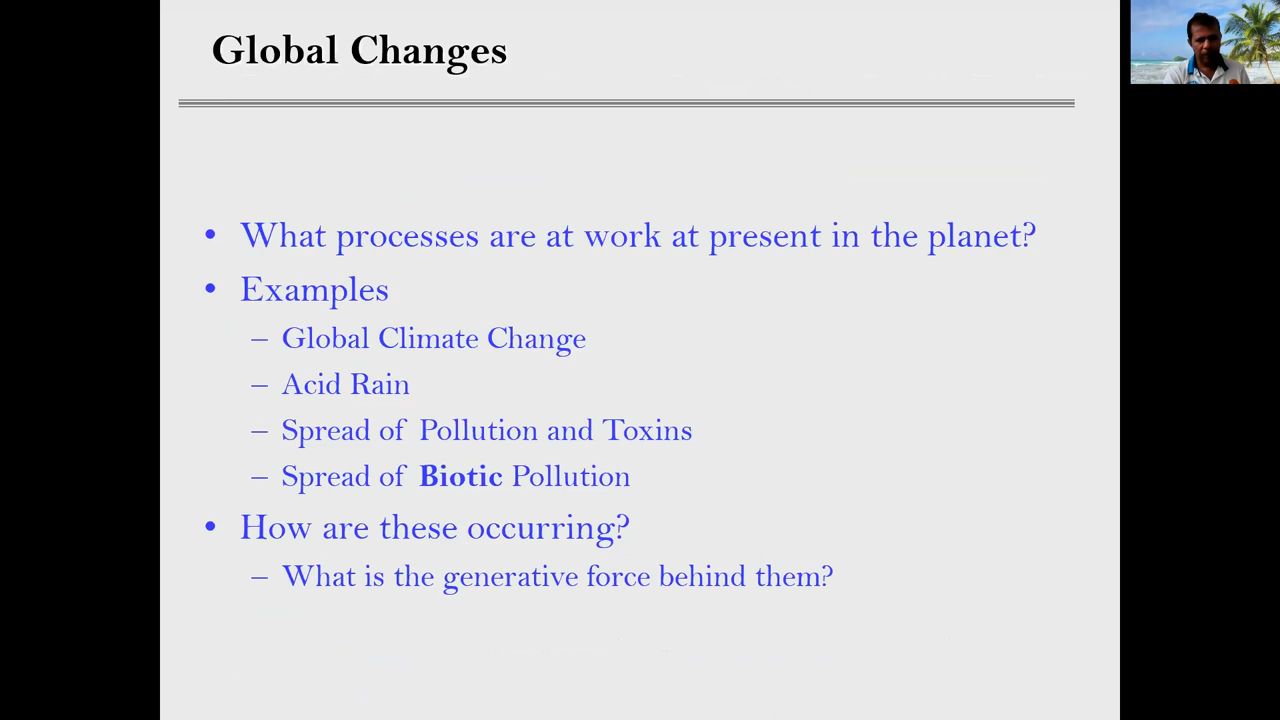 Global Changes
• What processes are at work at present in the planet?
• Examples
– Global Climate Change
– Acid Rain
– Spread of Pollution and Toxins
– Spread of Biotic Pollution
• How are these occurring?
– What is the generative force behind them?